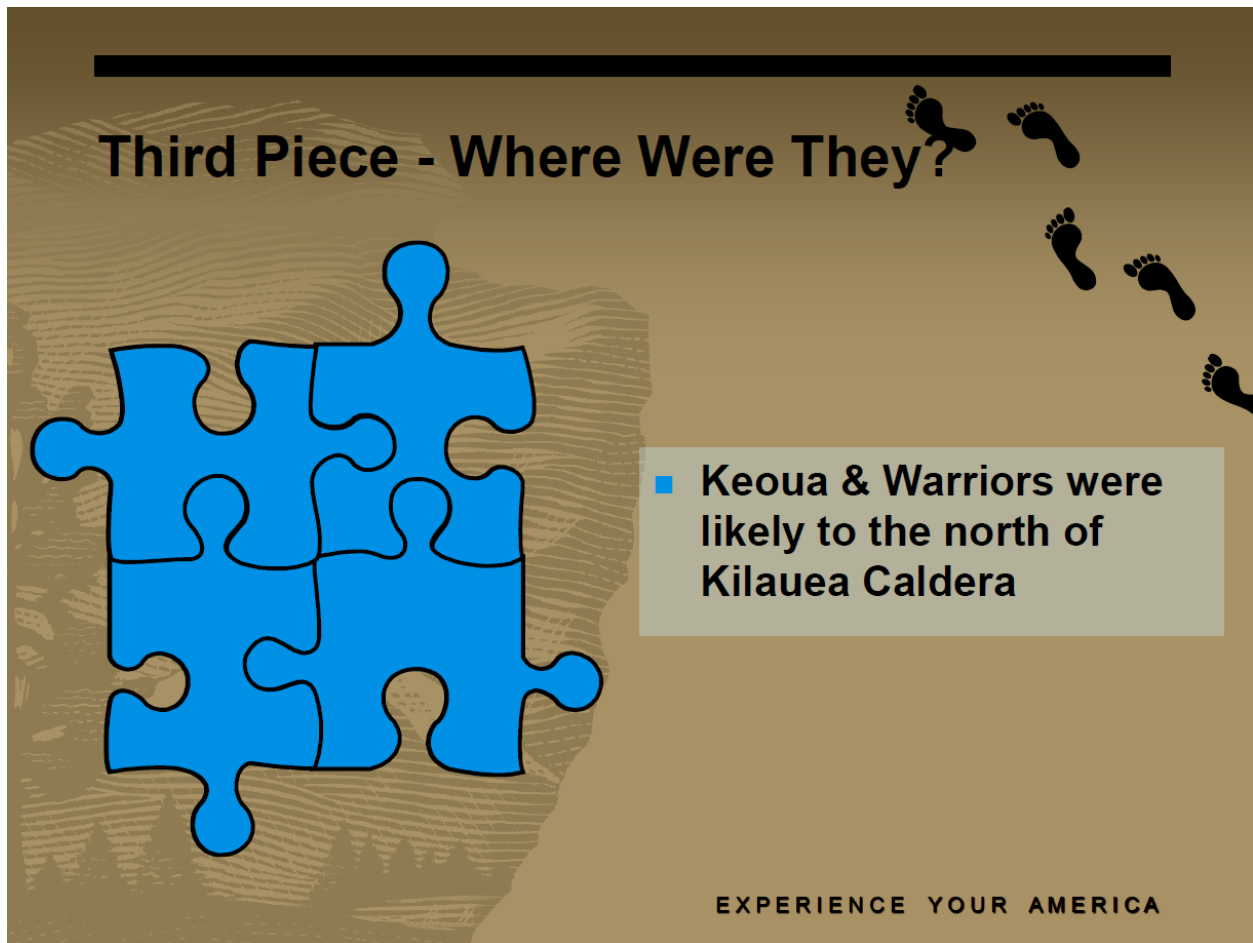 Third Piece - Where Were They?
Keoua & Warriors were
likely to the north of
Kilauea Caldera
EXPERIENCE YOUR AMERICA